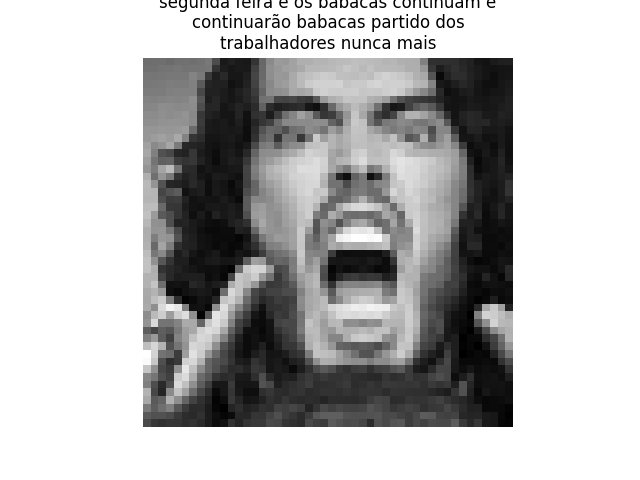 segunda feira e os babacas continuam e
continuarão babacas partido dos
trabalhadores nunca mais